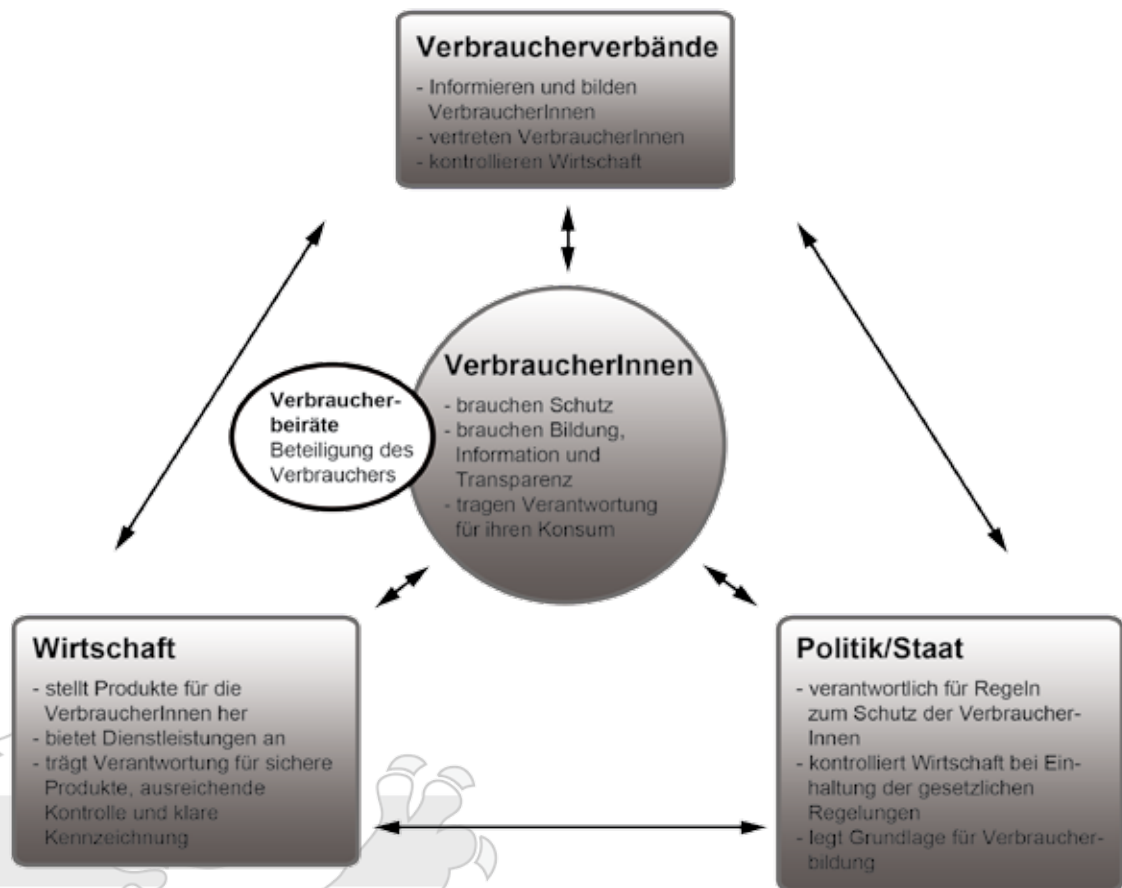 Verbraucherverbände
- Informieren und bilden
VerbraucherInnen
- vertreten VerbraucherInnen
- kontrollieren Wirtschaft
VerbraucherInnen
- brauchen Schutz
- brauchen Bildung,
Information und
Transparenz
- tragen Verantwortung
für ihren Konsum
Verbraucher-
beiräte
Beteiligung des
Verbrauchers
Wirtschaft
- stellt Produkte für die
VerbraucherInnen her
- bietet Dienstleistungen an
- trägt Verantwortung für sichere
Produkte, ausreichende
Kontrolle und klare
Kennzeichnung
Politik/Staat
- verantwortlich für Regeln
zum Schutz der Verbraucher-
Innen
- kontrolliert Wirtschaft bei Ein-
haltung der gesetzlichen
Regelungen
- legt Grundlage für Verbraucher-
bildung